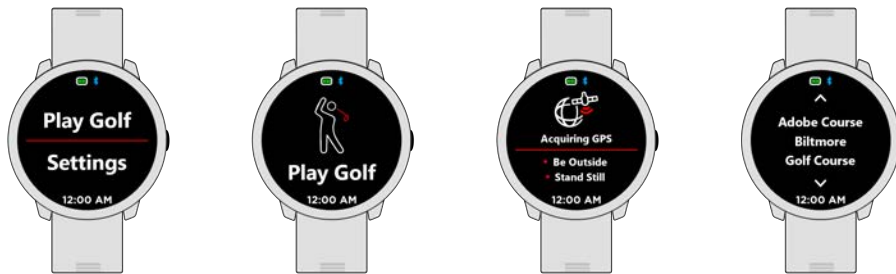 Play Golf
Settings
12:00 AM
Play Golf
12:00 AM
Acquiring GPS
Be Outside
Stand Still
12:00 AM
Adobe Course
Biltmore
Golf Course
12:00 AM